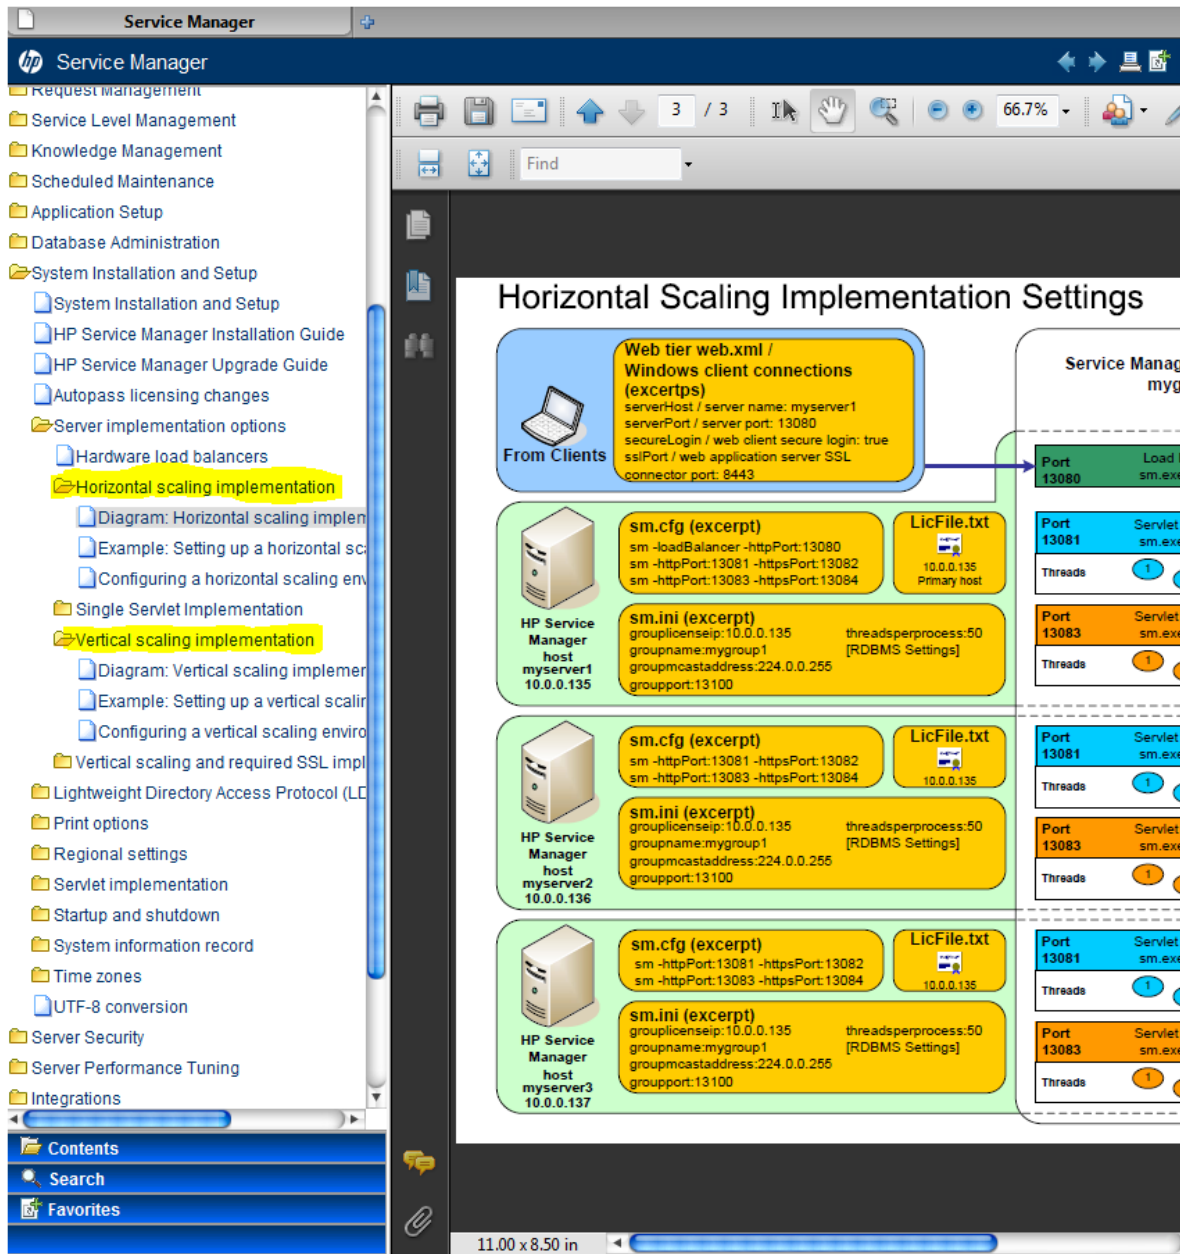 Service Manager
hp Service Manager
Request Management
Service Level Management
Knowledge Management
Scheduled Maintenance
Application Setup
Database Administration
System Installation and Setup
System Installation and Setup
HP Service Manager Installation Guide
HP Service Manager Upgrade Guide
Autopass licensing changes
Server implementation options
Hardware load balancers
Horizontal scaling implementation
Diagram: Horizontal scaling implem
Example: Setting up a horizontal sc
Configuring a horizontal scaling env
Single Servlet Implementation
Vertical scaling implementation
Diagram: Vertical scaling implemer
Example: Setting up a vertical scalir
Configuring a vertical scaling enviro
Vertical scaling and required SSL impl
Lightweight Directory Access Protocol (LD
Print options
Regional settings
Servlet implementation
Startup and shutdown
System information record
Time zones
UTF-8 conversion
Server Security
Server Performance Tuning
Integrations
Contents
Search
Favorites
3 / 3
66.7%
Find
Horizontal Scaling Implementation Settings
From Clients
Web tier web.xml /
Windows client connections
(excertps)
serverHost / server name: myserver1
serverPort / server port: 13080
secureLogin / web client secure login: true
sslPort / web application server SSL
connector port: 8443
Service Manag
myg
Port
13080
Load
sm.exe
HP Service
Manager
host
myserver1
10.0.0.135
sm.cfg (excerpt)
sm -loadBalancer -httpPort:13080
sm -httpPort:13081 -httpsPort:13082
sm -httpPort:13083 -httpsPort:13084
LicFile.txt
10.0.0.135
Primary host
sm.ini (excerpt)
grouplicenseip:10.0.0.135
groupname:mygroup1
groupmcastaddress:224.0.0.255
groupport:13100
threadsperprocess:50
[RDBMS Settings]
Port
13081
Servlet
sm.exe
Threads
1
Port
13083
Servlet
sm.exe
Threads
1
HP Service
Manager
host
myserver2
10.0.0.136
sm.cfg (excerpt)
sm -httpPort:13081 -httpsPort:13082
sm -httpPort:13083 -httpsPort:13084
LicFile.txt
10.0.0.135
sm.ini (excerpt)
grouplicenseip:10.0.0.135
groupname:mygroup1
groupmcastaddress:224.0.0.255
groupport:13100
threadsperprocess:50
[RDBMS Settings]
Port
13081
Servlet
sm.exe
Threads
1
Port
13083
Servlet
sm.exe
Threads
1
HP Service
Manager
host
myserver3
10.0.0.137
sm.cfg (excerpt)
sm -httpPort:13081 -httpsPort:13082
sm -httpPort:13083 -httpsPort:13084
LicFile.txt
10.0.0.135
sm.ini (excerpt)
grouplicenseip:10.0.0.135
groupname:mygroup1
groupmcastaddress:224.0.0.255
groupport:13100
threadsperprocess:50
[RDBMS Settings]
Port
13081
Servlet
sm.exe
Threads
1
Port
13083
Servlet
sm.exe
Threads
1
11.00 x 8.50 in